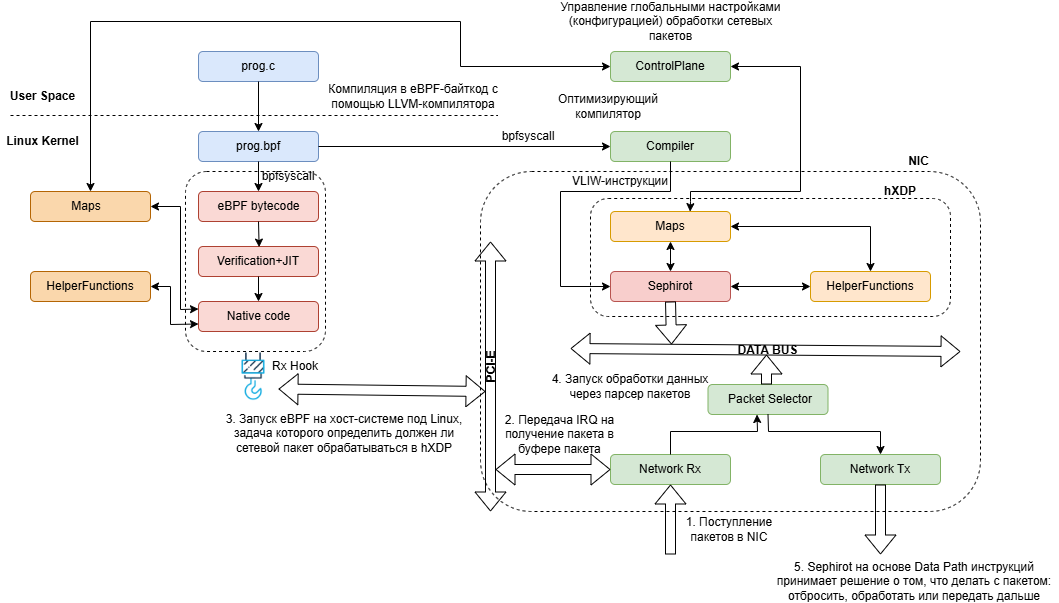 Управление глобальными настройками
(конфигурацией) обработки сетевых
пакетов
prog.c
ControlPlane
Компиляция в eBPF-байткод с
помощью LLVM-компилятора
User Space
Оптимизирующий
компилятор
Linux Kernel
prog.bpf
bpfsyscall
Compiler
NIC
bpfsyscall
VLIW-инструкции
hXDP
Maps
eBPF bytecode
Maps
Verification+JIT
HelperFunctions
Sephirot
HelperFunctions
Native code
DATA BUS
PCI-E
Rx Hook
4. Запуск обработки данных
через парсер пакетов
Packet Selector
3. Запуск eBPF на хост-системе под Linux,
задача которого определить должен ли
сетевой пакет обрабатываться в hXDP
2. Передача IRQ на
получение пакета в
буфере пакета
Network Rx
Network Tx
1. Поступление
пакетов в NIC
5. Sephirot на основе Data Path инструкций
принимает решение о том, что делать с пакетом:
отбросить, обработать или передать дальше